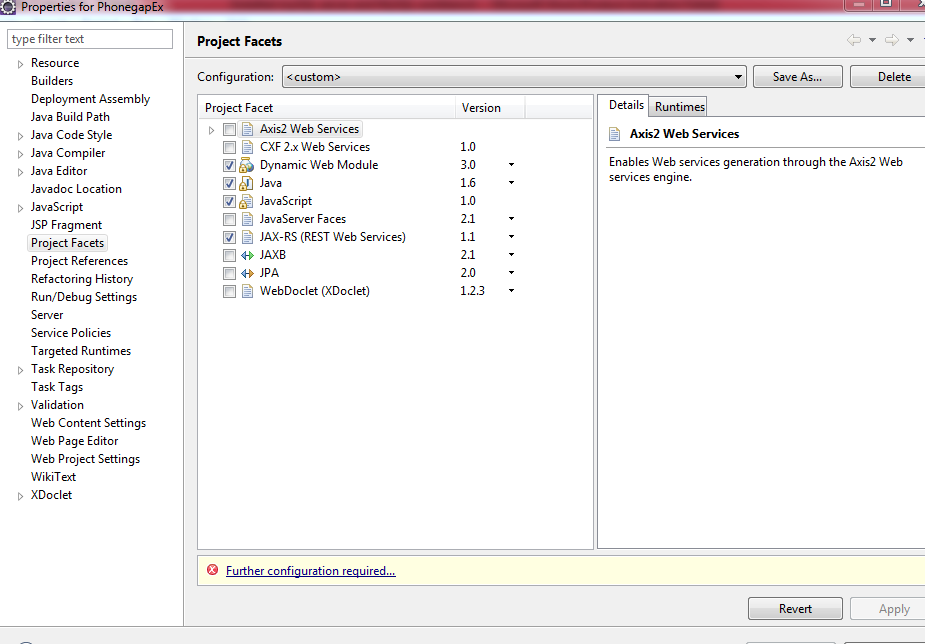 Properties for PhonegapEx
type filter text
Resource
Builders
Deployment Assembly
Java Build Path
Java Code Style
Java Compiler
Java Editor
Javadoc Location
JavaScript
JSP Fragment
Project Facets
Project References
Refactoring History
Run/Debug Settings
Server
Service Policies
Targeted Runtimes
Task Repository
Task Tags
Validation
Web Content Settings
Web Page Editor
Web Project Settings
WikiText
XDoclet
Project Facets
Configuration: <custom> Save As... Delete
Project Facet Version
Axis2 Web Services
CXF 2.x Web Services 1.0
Dynamic Web Module 3.0
Java 1.6
JavaScript 1.0
JavaServer Faces 2.1
JAX-RS (REST Web Services) 1.1
JAXB 2.1
JPA 2.0
WebDoclet (XDoclet) 1.2.3
Details Runtimes
Axis2 Web Services
Enables Web services generation through the Axis2 Web
services engine.
Further configuration required...
Revert Apply